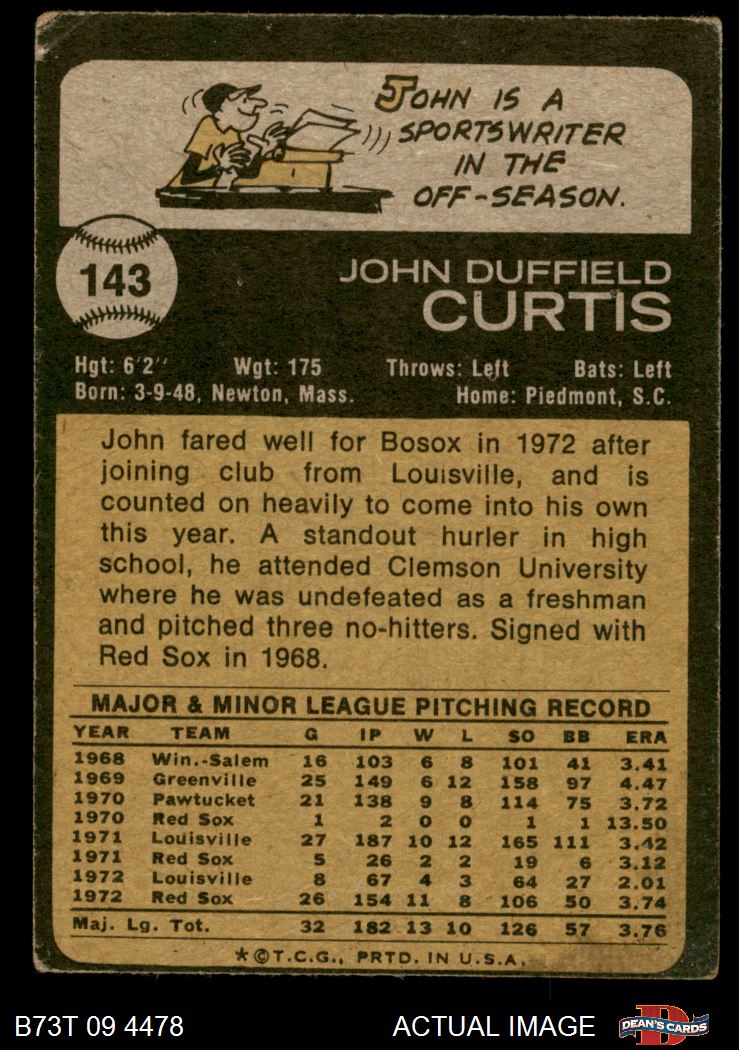 JOHN IS A
SPORTSWRITER
IN THE
OFF-SEASON.
143
JOHN DUFFIELD
CURTIS
Hgt: 6'2" Wgt: 175 Throws: Left Bats: Left
Born: 3-9-48, Newton, Mass. Home: Piedmont, S.C.
John fared well for Bosox in 1972 after
joining club from Louisville, and is
counted on heavily to come into his own
this year. A standout hurler in high
school, he attended Clemson University
where he was undefeated as a freshman
and pitched three no-hitters. Signed with
Red Sox in 1968.
MAJOR & MINOR LEAGUE PITCHING RECORD
YEAR TEAM G IP W L SO BB ERA
1968 Win.-Salem 16 103 6 8 101 41 3.41
1969 Greenville 25 149 6 12 158 97 4.47
1970 Pawtucket 21 138 9 8 114 75 3.72
1970 Red Sox 1 2 0 0 1 1 13.50
1971 Louisville 27 187 10 12 165 111 3.42
1971 Red Sox 5 26 2 2 19 6 3.12
1972 Louisville 8 67 4 3 64 27 2.01
1972 Red Sox 26 154 11 8 106 50 3.74
Maj. Lg. Tot. 32 182 13 10 126 57 3.76
*©T.C.G., PRTD. IN U.S.A.
B73T 09 4478 ACTUAL IMAGE D DEAN'S CARDS